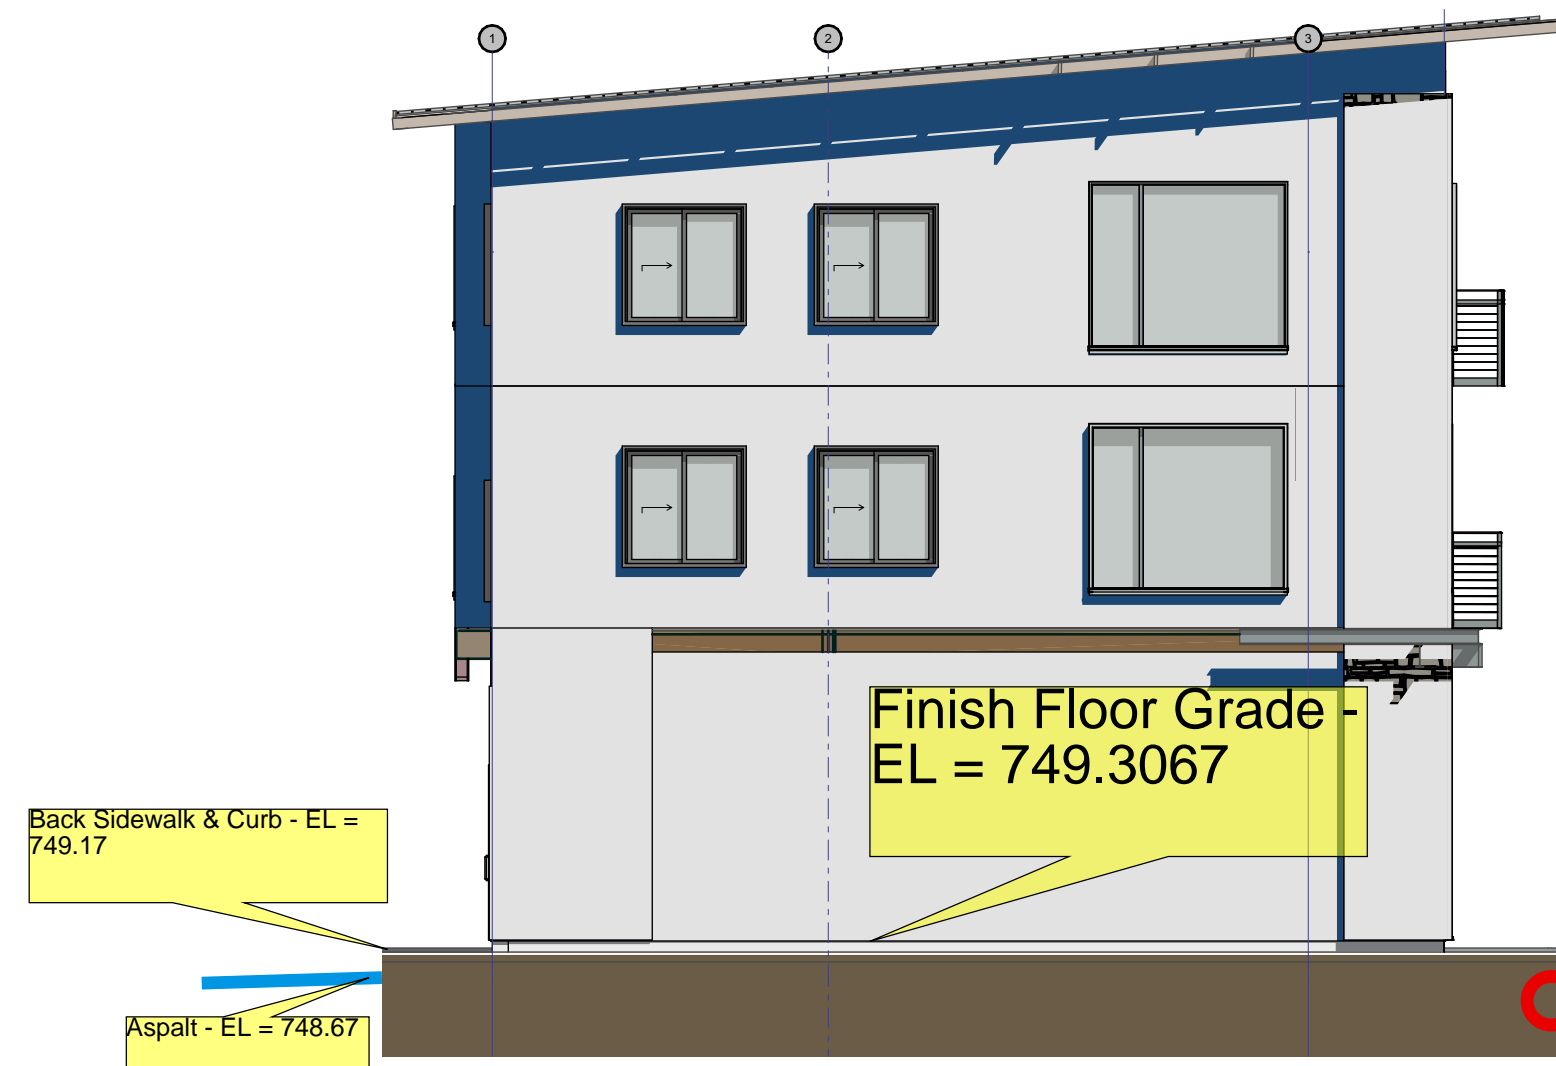 1
2
3
Finish Floor Grade -
EL = 749.3067
Back Sidewalk & Curb - EL =
749.17
Aspalt - EL = 748.67